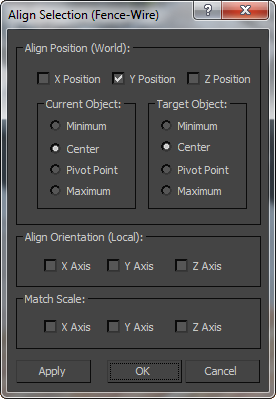 Align Selection (Fence-Wire)
?
Align Position (World):
X Position Y Position Z Position
Current Object: Target Object:
Minimum Minimum
Center Center
Pivot Point Pivot Point
Maximum Maximum
Align Orientation (Local):
X Axis Y Axis Z Axis
Match Scale:
X Axis Y Axis Z Axis
Apply OK Cancel